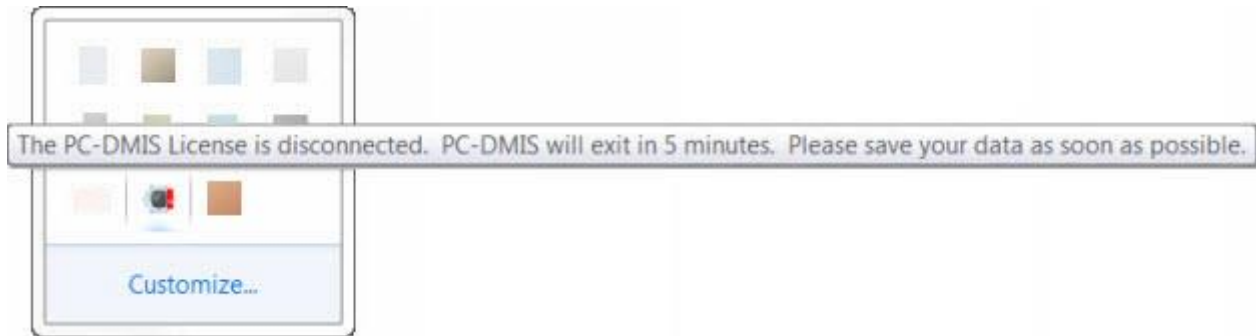 The PC-DMIS License is disconnected. PC-DMIS will exit in 5 minutes. Please save your data as soon as possible.
Customize...